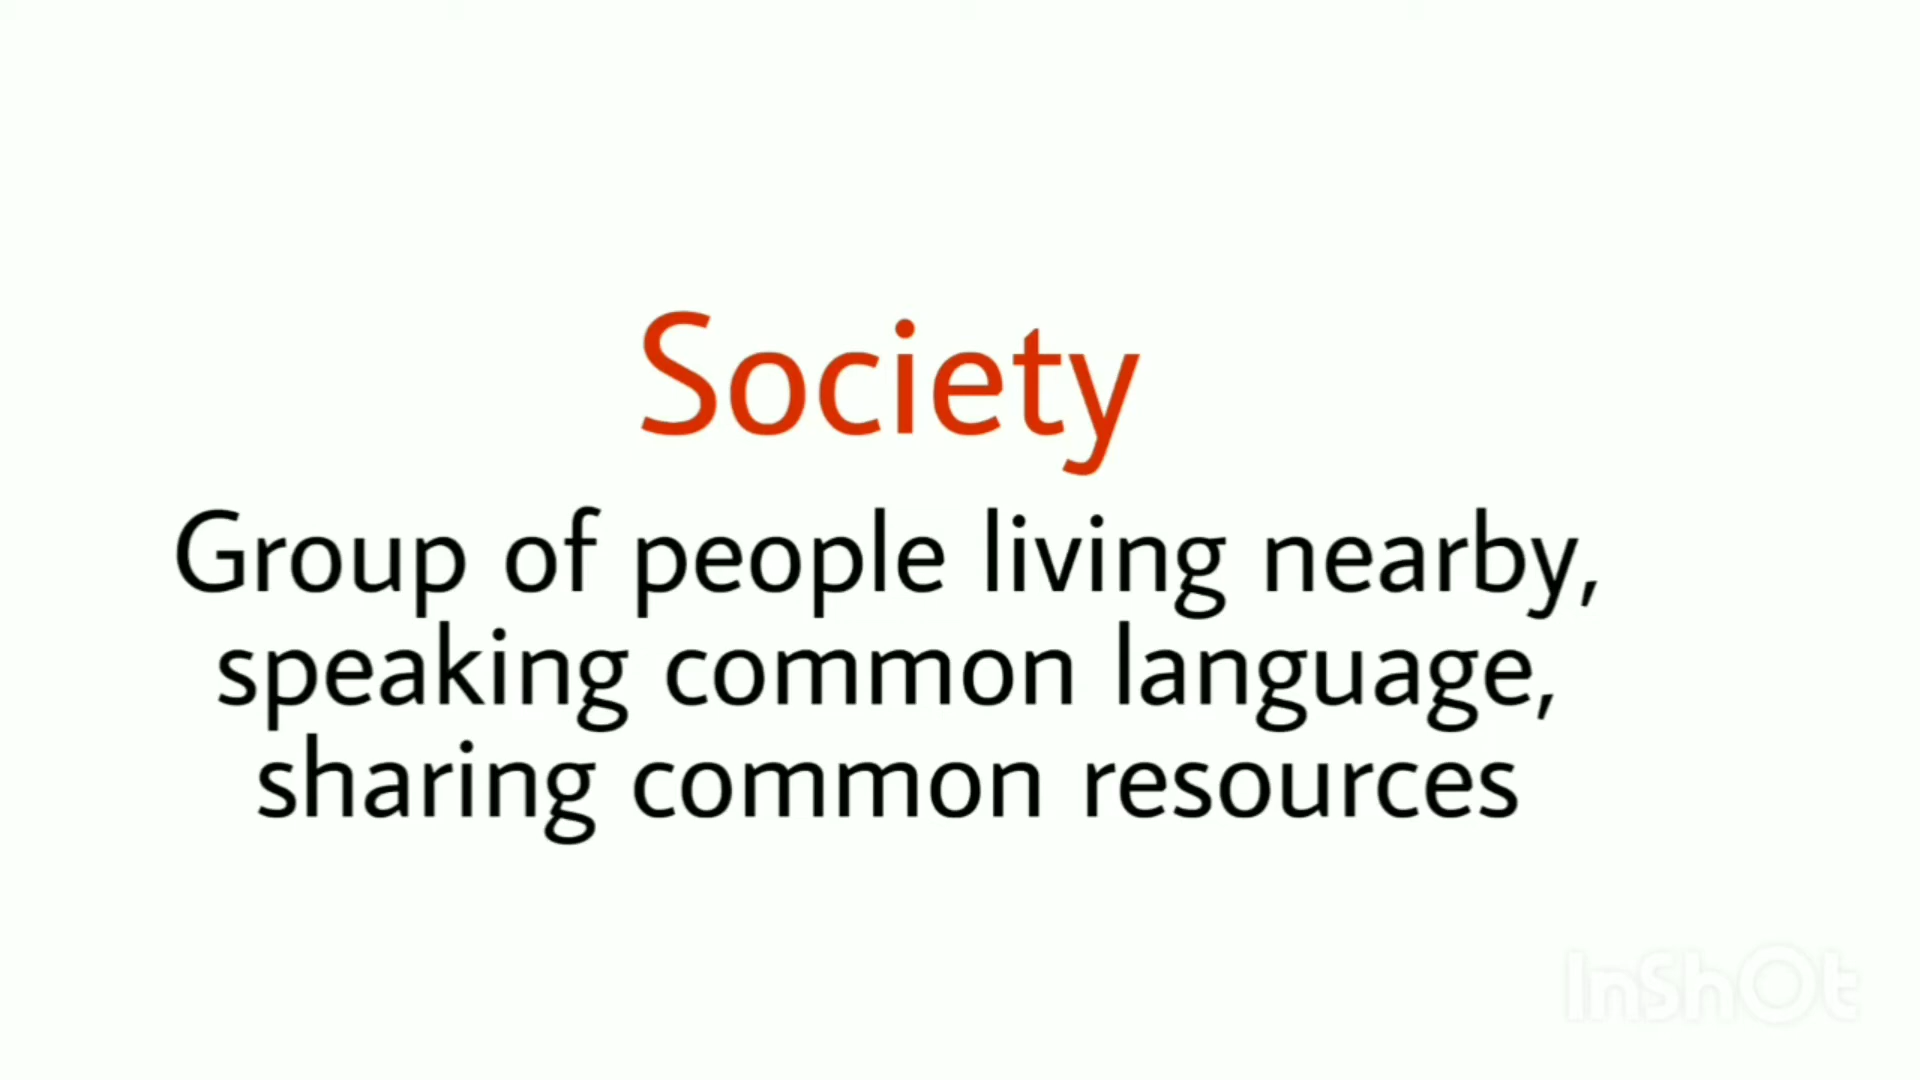 Society
Group of people living nearby,
speaking common language,
sharing common resources
InShOt